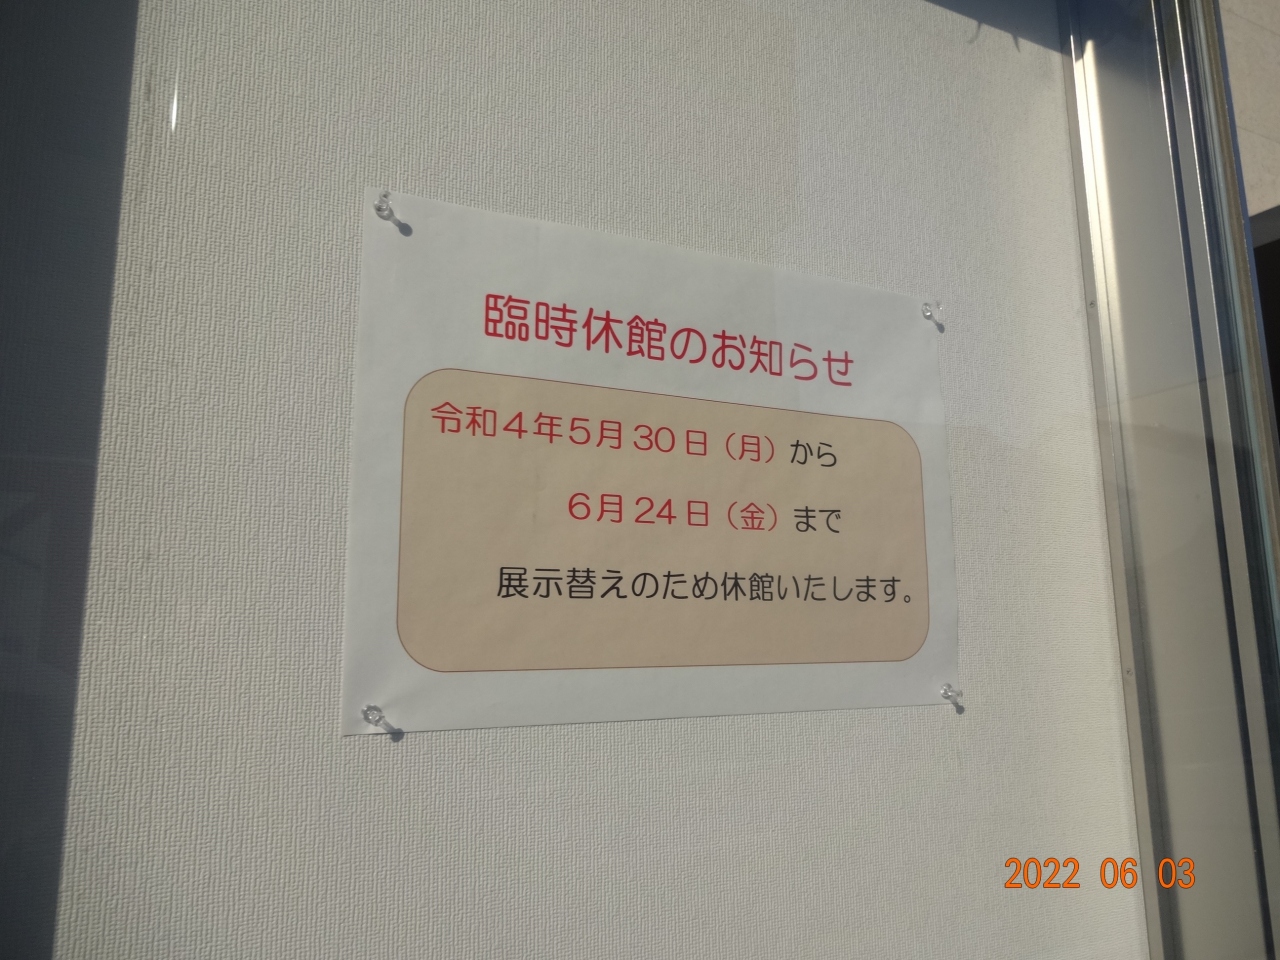 臨時休館のお知らせ
令和4年5月30日（月）から
6月24日（金）まで
展示替えのため休館いたします。
2022 06 03